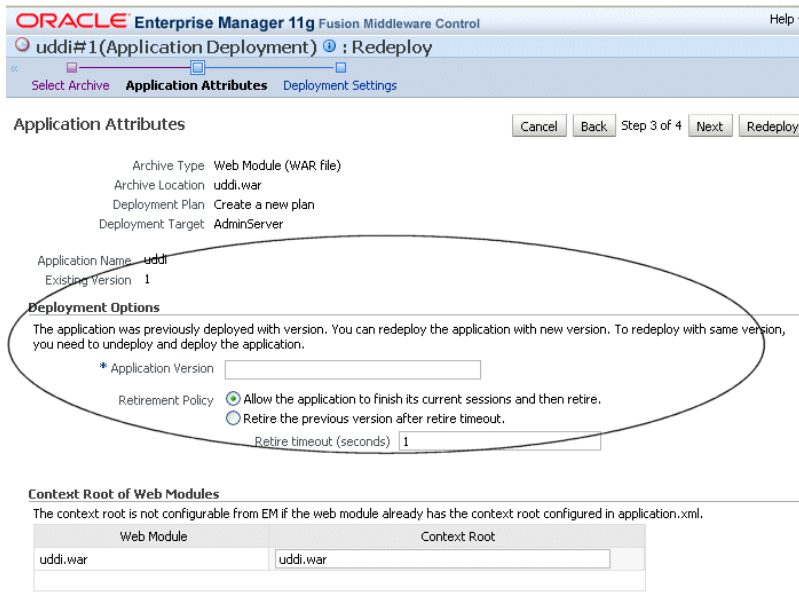 ORACLE Enterprise Manager 11g Fusion Middleware Control Help
uddi#1(Application Deployment) i : Redeploy
« Select Archive Application Attributes Deployment Settings
Application Attributes Cancel Back Step 3 of 4 Next Redeploy
Archive Type Web Module (WAR file)
Archive Location uddi.war
Deployment Plan Create a new plan
Deployment Target AdminServer
Application Name uddi
Existing Version 1
Deployment Options
The application was previously deployed with version. You can redeploy the application with new version. To redeploy with same version,
you need to undeploy and deploy the application.
* Application Version
Retirement Policy Allow the application to finish its current sessions and then retire.
Retire the previous version after retire timeout.
Retire timeout (seconds) 1
Context Root of Web Modules
The context root is not configurable from EM if the web module already has the context root configured in application.xml.
Web Module Context Root
uddi.war uddi.war